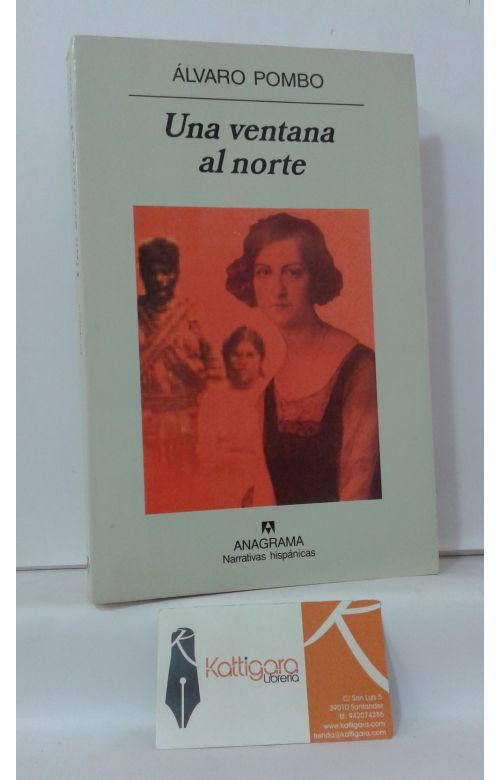 ÁLVARO POMBO
Una ventana
al norte
ANAGRAMA
Narrativas hispánicas
Kattigara
Librería
C/ San Luis 5
39010 Santander
tlf: 942074286
www.kattigara.com
tienda@kattigara.com